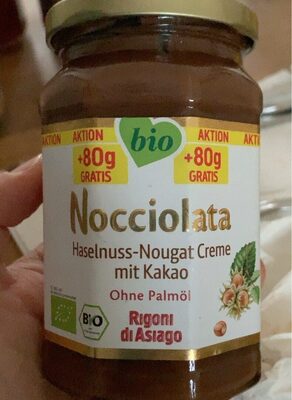 bio
AKTION AKTION
+80g +80g
GRATIS GRATIS
Nocciolata
Haselnuss-Nougat Creme
mit Kakao
Ohne Palmöl
BIO
Rigoni
di Asiago